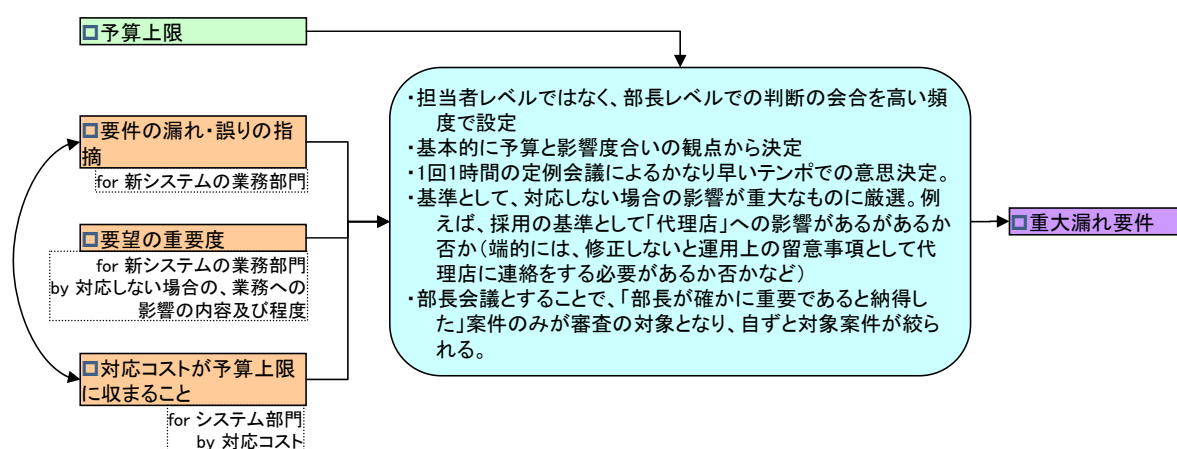 予算上限
要件の漏れ・誤りの指
摘
for 新システムの業務部門
要望の重要度
for 新システムの業務部門
by 対応しない場合の、業務への
影響の内容及び程度
対応コストが予算上限
に収まること
for システム部門
by 対応コスト
・担当者レベルではなく、部長レベルでの判断の会合を高い頻
度で設定
・基本的に予算と影響度合いの観点から決定
・1回1時間の定例会議によるかなり早いテンポでの意思決定。
・基準として、対応しない場合の影響が重大なものに厳選。例
えば、採用の基準として「代理店」への影響があるがあるか
否か(端的には、修正しないと運用上の留意事項として代
理店に連絡をする必要があるか否かなど)
・部長会議とすることで、「部長が確かに重要であると納得し
た」案件のみが審査の対象となり、自ずと対象案件が絞ら
れる。
重大漏れ要件